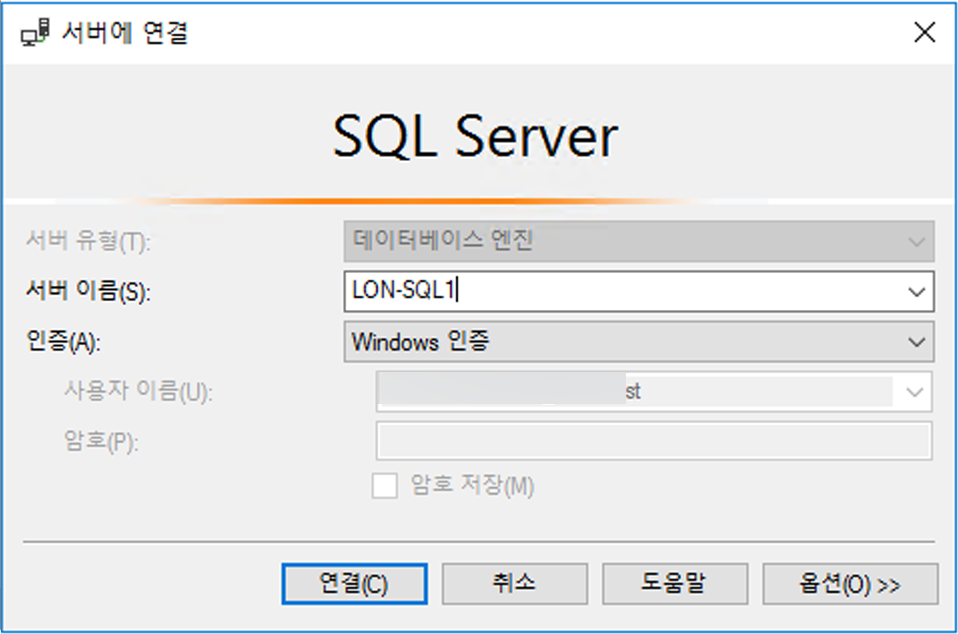 서버에 연결
SQL Server
서버 유형(T): 데이터베이스 엔진
서버 이름(S): LON-SQL1
인증(A): Windows 인증
사용자 이름(U): st
암호(P):
암호 저장(M)
연결(C) 취소 도움말 옵션(O) >>